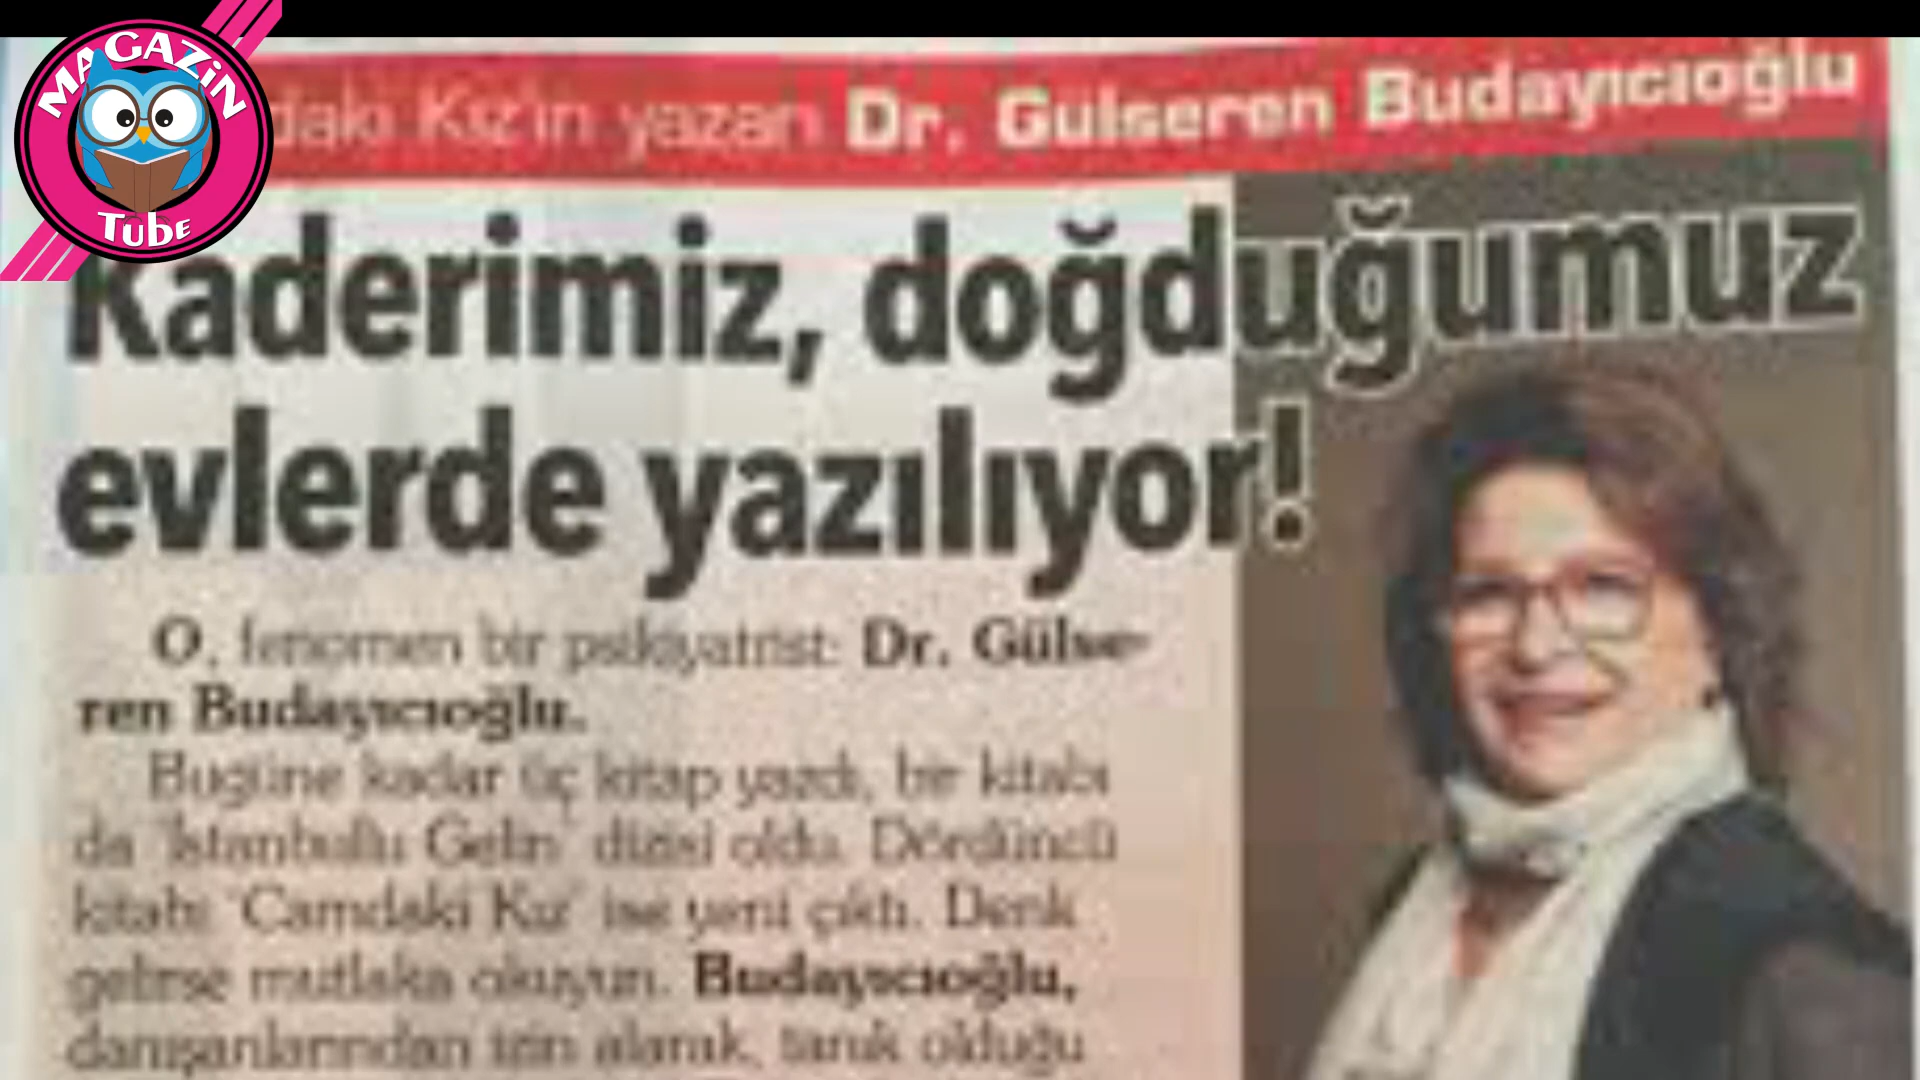 MAGAZiN
Tube
daki Kız'ın yazarı Dr. Gülseren Budayıcıoğlu
Kaderimiz, doğduğumuz
evlerde yazılıyor!
O, fenomen bir psikiyatrist: Dr. Gülse-
ren Budayıcıoğlu.
Bugüne kadar üç kitap yazdı, bir kitabı
da 'İstanbullu Gelin' dizisi oldu. Dördüncü
kitabı 'Camdaki Kız' ise yeni çıktı. Denk
gelirse mutlaka okuyun. Budayıcıoğlu,
danışanlarından izin alarak, tanık olduğu